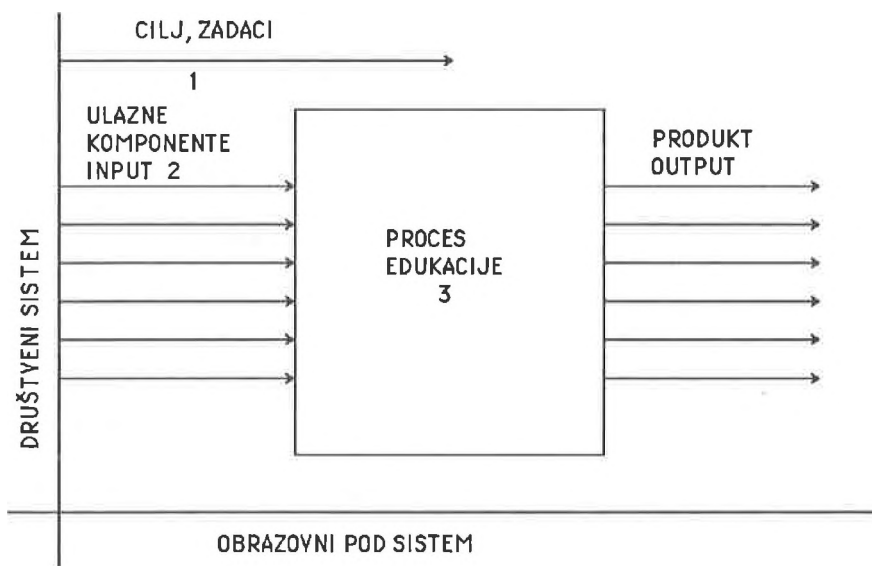 CILJ, ZADACI
1
ULAZNE
KOMPONENTE
INPUT 2
PRODUKT
OUTPUT
PROCES
EDUKACIJE
3
DRUŠTVENI SISTEM
OBRAZOVNI POD SISTEM